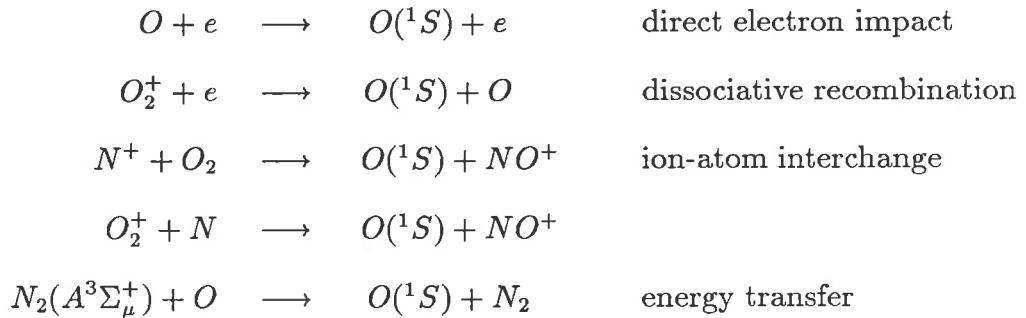 O + e ⟶ O(¹S) + e direct electron impact
O₂⁺ + e ⟶ O(¹S) + O dissociative recombination
N⁺ + O₂ ⟶ O(¹S) + NO⁺ ion-atom interchange
O₂⁺ + N ⟶ O(¹S) + NO⁺
N₂(A³Σ_μ⁺) + O ⟶ O(¹S) + N₂ energy transfer